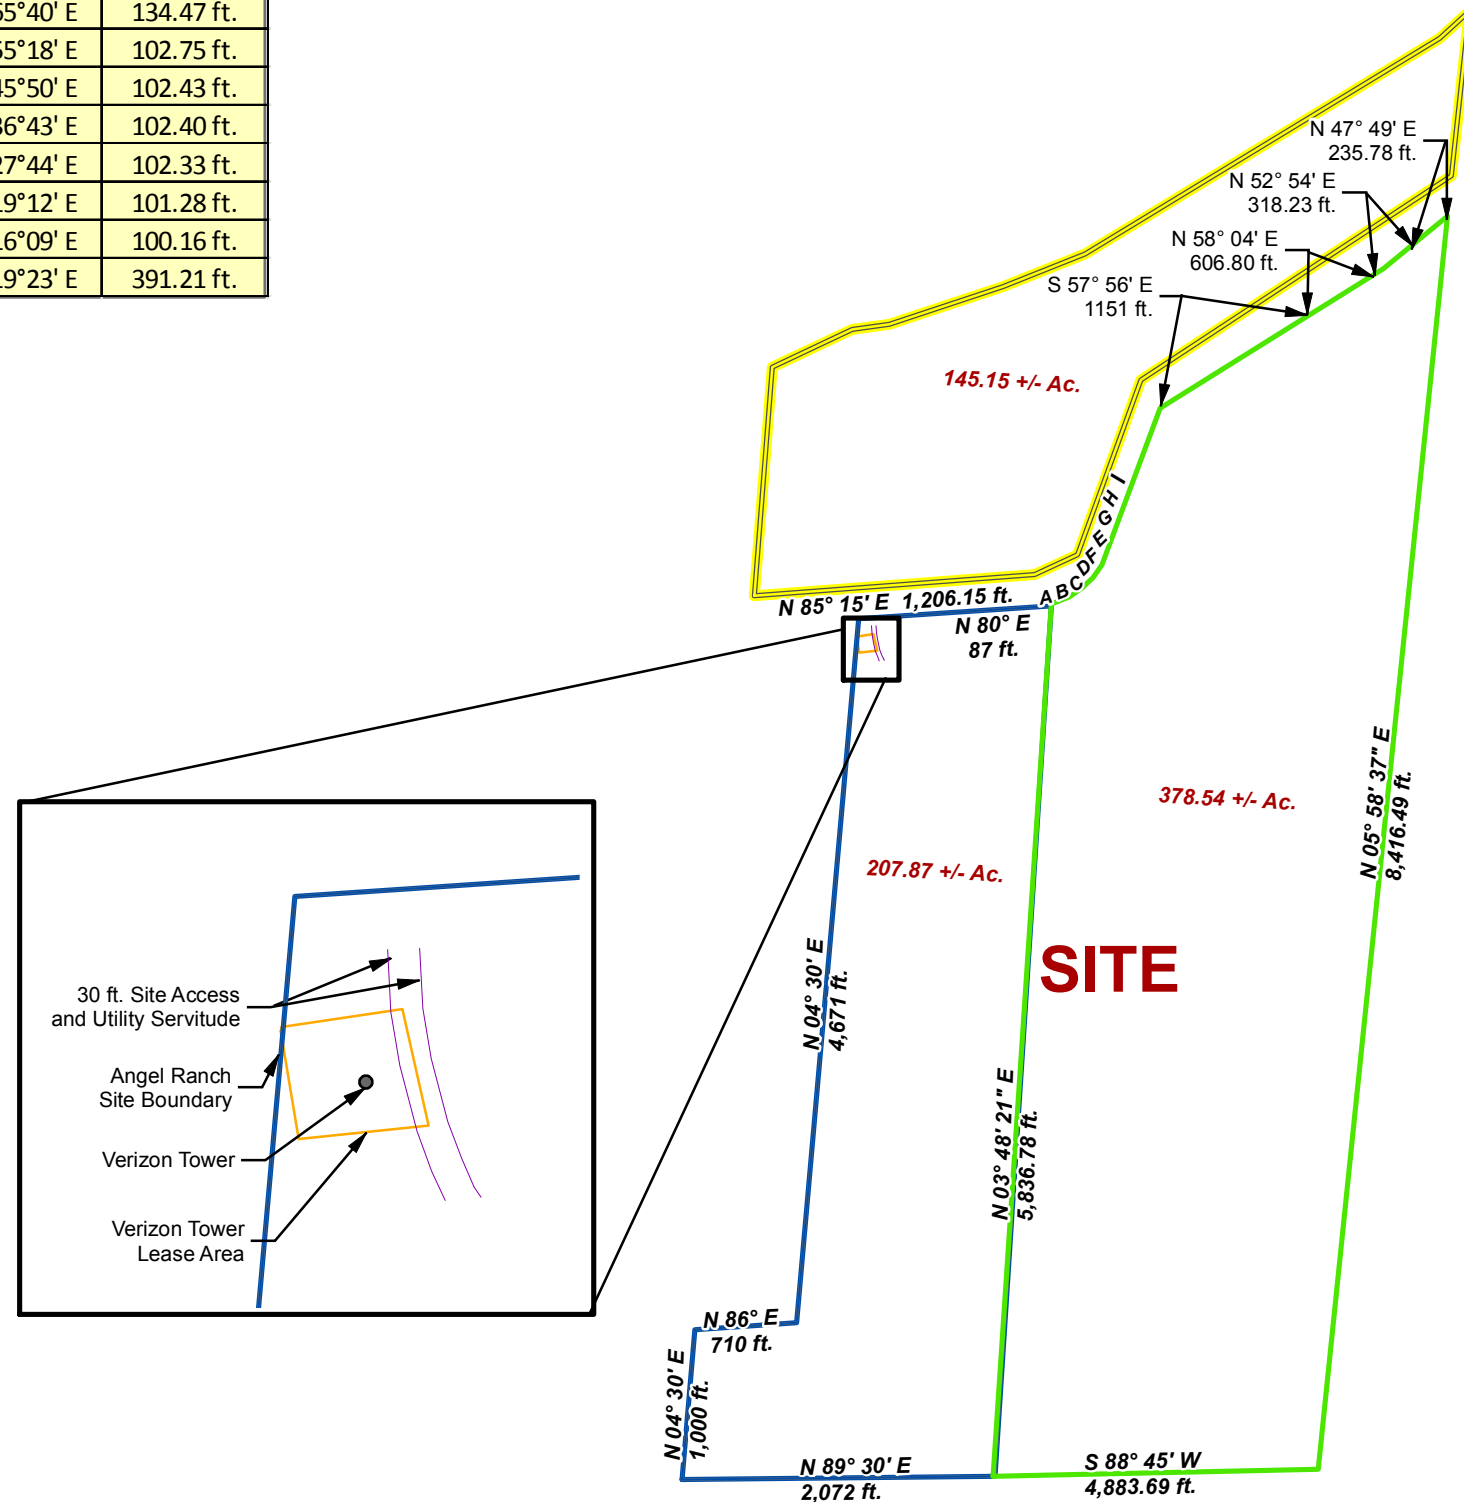 134.47 ft.
102.75 ft.
102.43 ft.
102.40 ft.
102.33 ft.
101.28 ft.
100.16 ft.
391.21 ft.
N 47° 49' E
235.78 ft.
N 52° 54' E
318.23 ft.
N 58° 04' E
606.80 ft.
S 57° 56' E
1151 ft.
145.15 +/- Ac.
A B C D F E G H I
N 85° 15' E 1,206.15 ft.
N 80° E
87 ft.
378.54 +/- Ac.
207.87 +/- Ac.
SITE
N 05° 58' 37" E
8,416.49 ft.
N 04° 30' E
4,671 ft.
N 03° 48' 21" E
5,836.78 ft.
30 ft. Site Access
and Utility Servitude
Angel Ranch
Site Boundary
Verizon Tower
Verizon Tower
Lease Area
N 86° E
710 ft.
N 04° 30' E
1,000 ft.
N 89° 30' E
2,072 ft.
S 88° 45' W
4,883.69 ft.